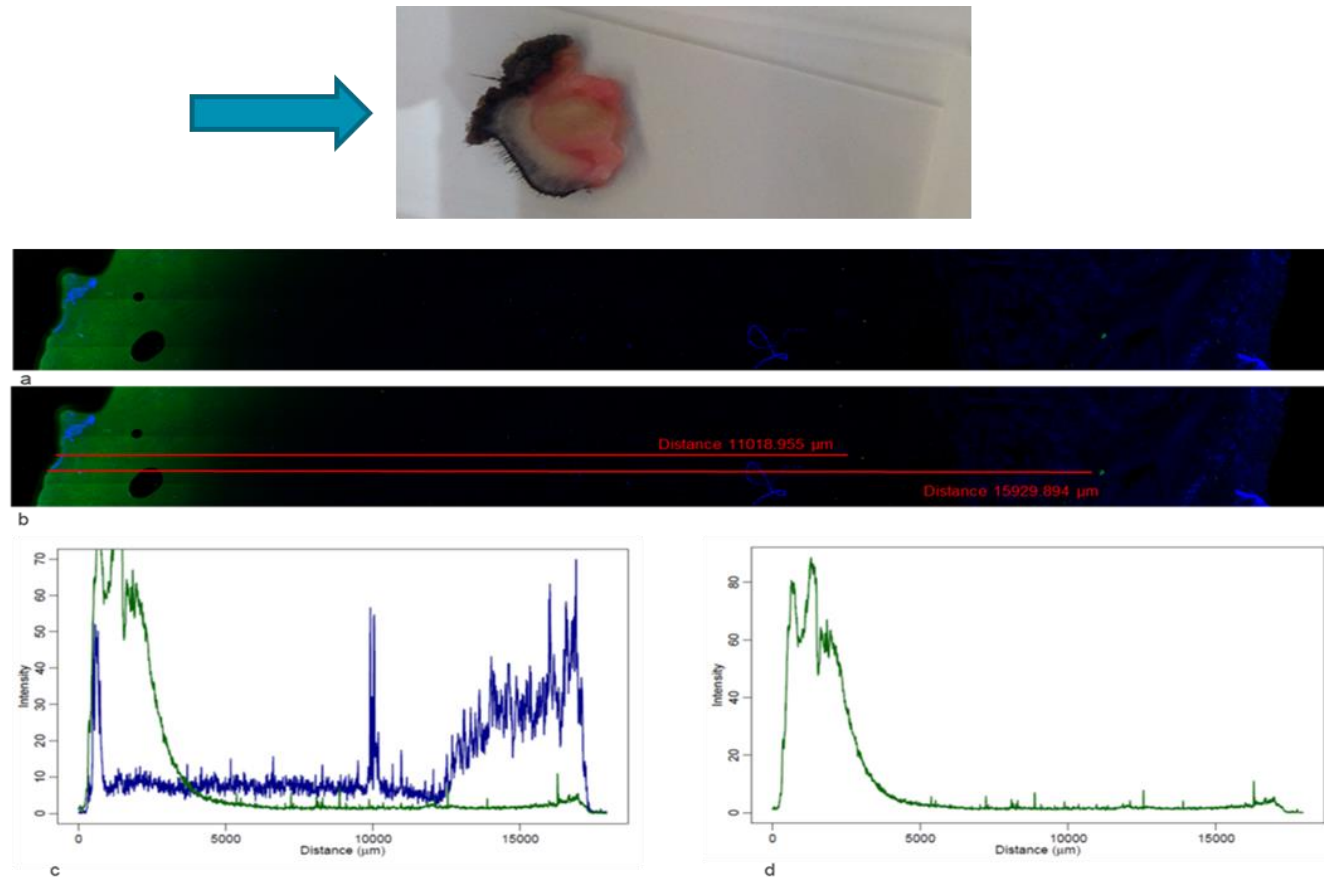 a
Distance 11018.955 µm
Distance 15929.894 µm
b
70
60
50
40
30
20
10
0
Intensity
0 5000 10000 15000
Distance (µm)
c
80
60
40
20
0
Intensity
0 5000 10000 15000
Distance (µm)
d